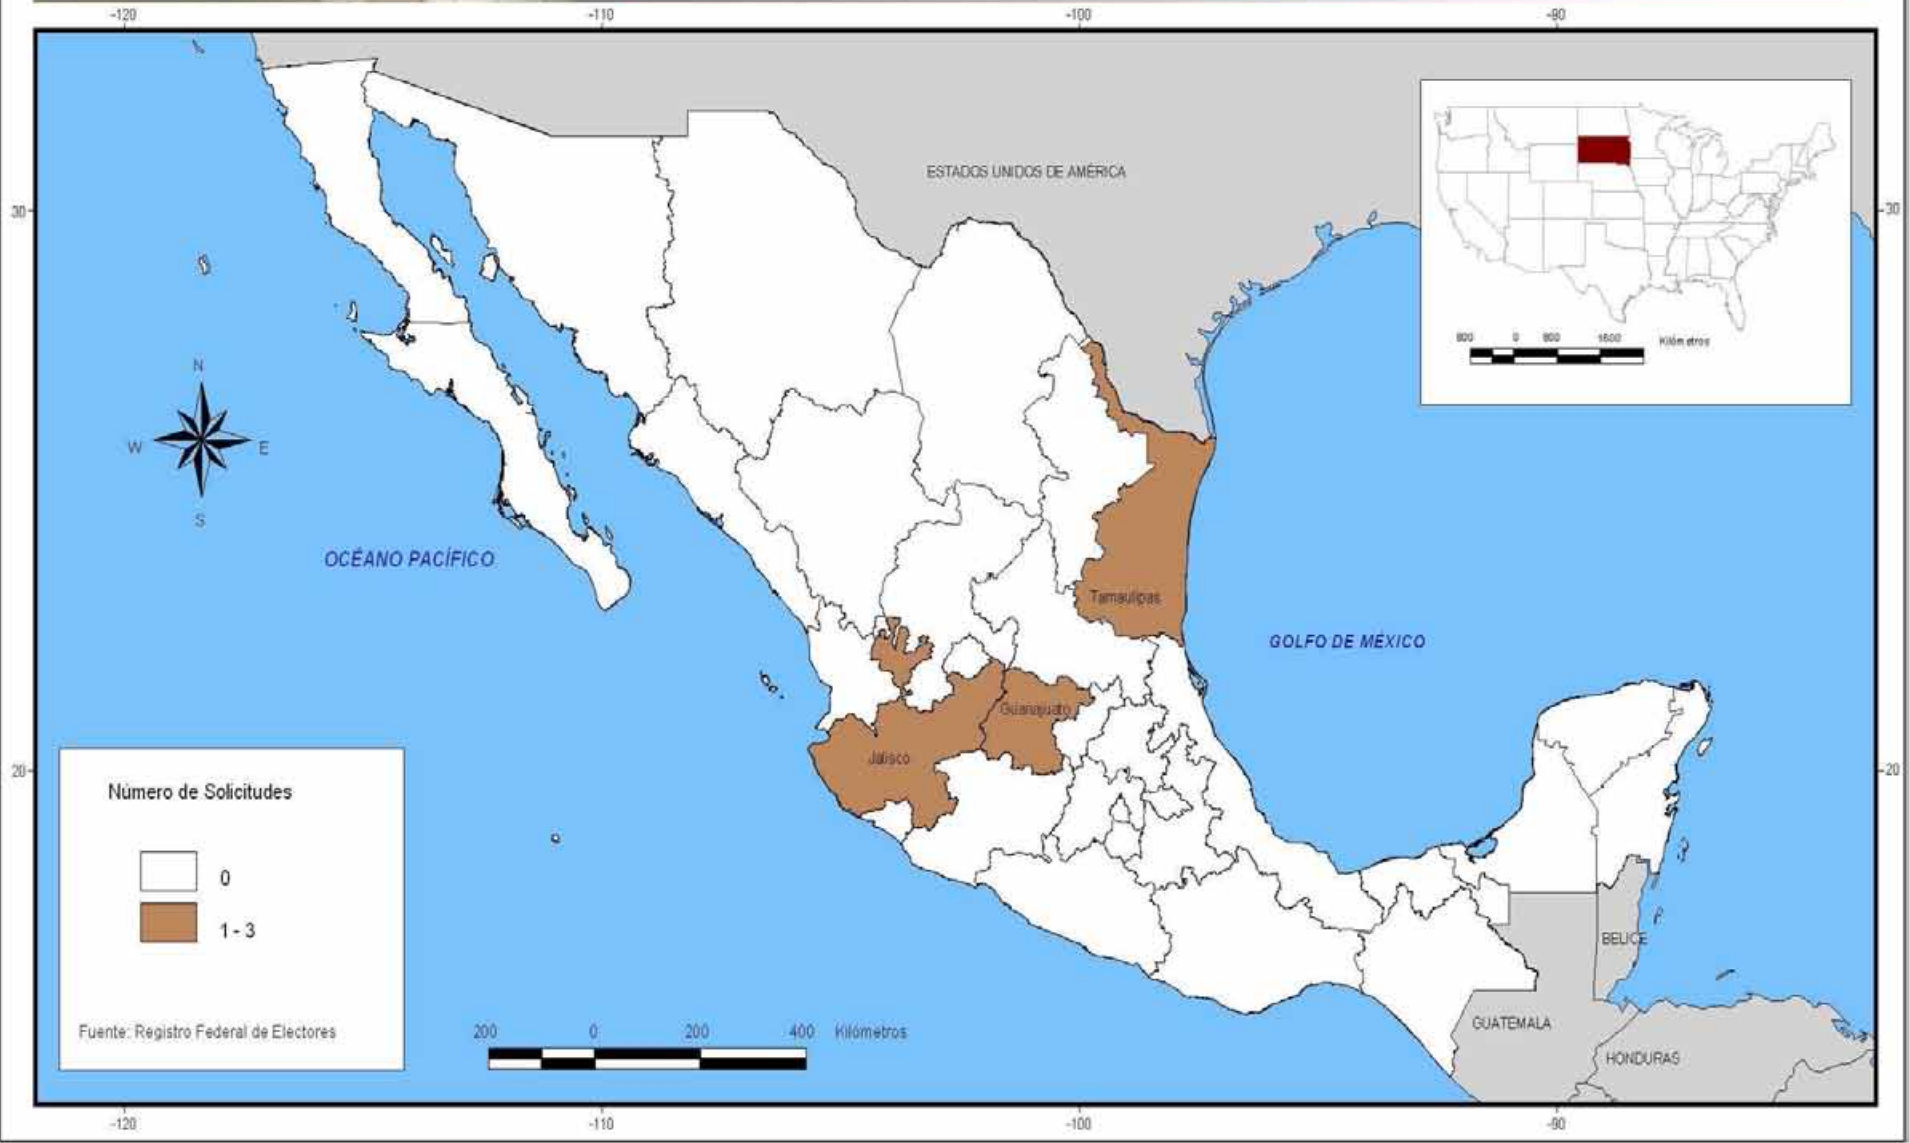 -120 -110 -100 -90
ESTADOS UNIDOS DE AMÉRICA
30 30
800 0 800 1600 Kilómetros
N
W E
S
OCÉANO PACÍFICO
Tamaulipas
GOLFO DE MÉXICO
Guanajuato
Jalisco
20 -20
Número de Solicitudes
0
1 - 3
BELICE
Fuente: Registro Federal de Electores
200 0 200 400 Kilómetros
GUATEMALA
HONDURAS
-120 -110 -100 -90